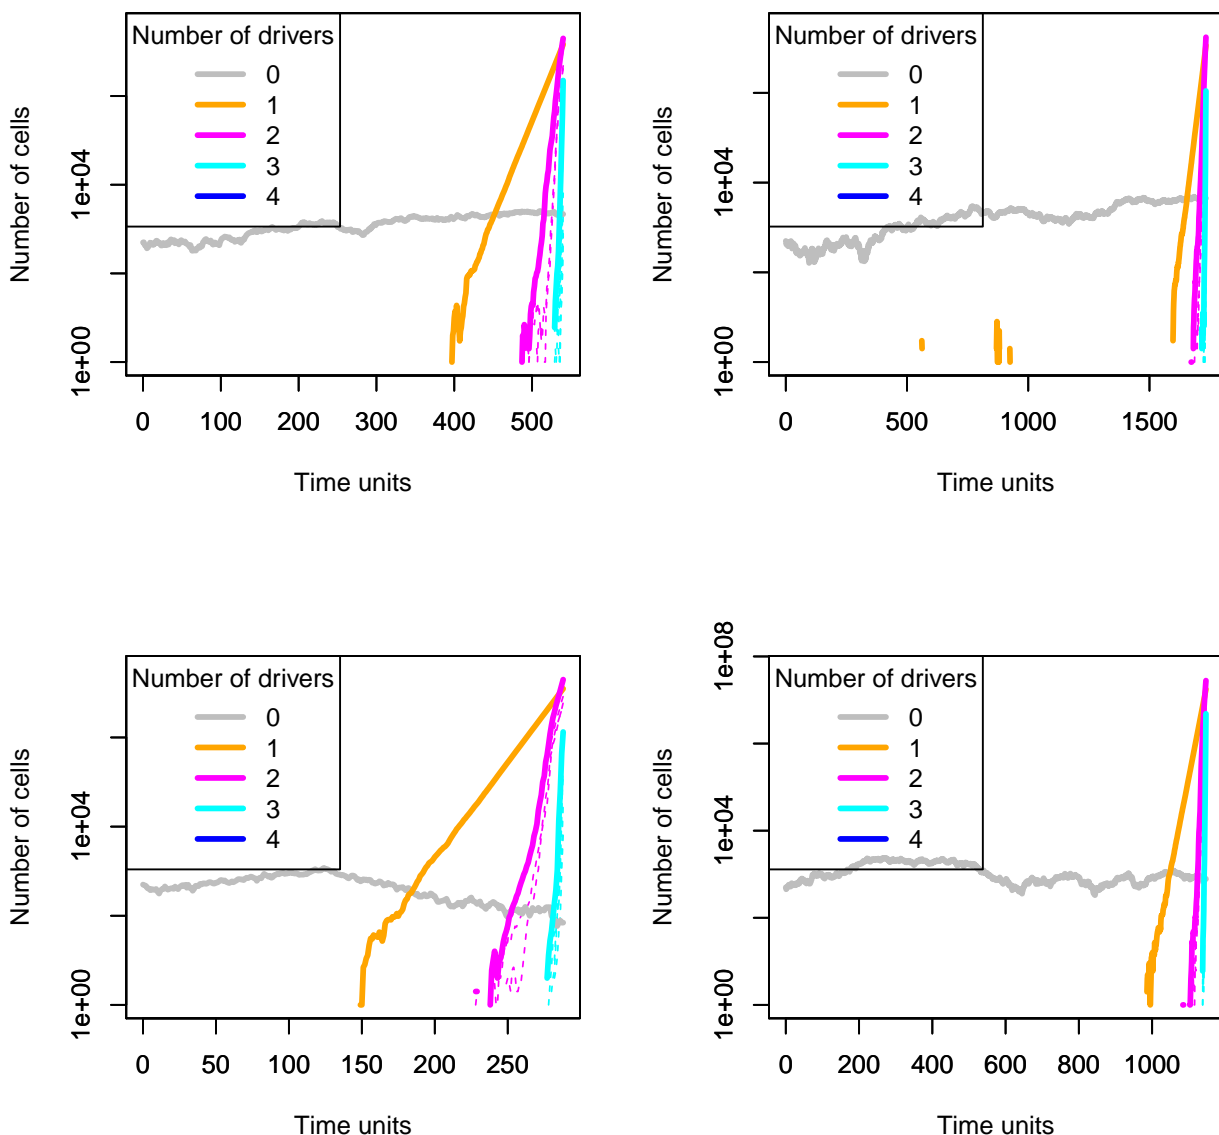 Number of drivers
0
1
2
3
4
Number of cells
1e+04
1e+00
0 100 200 300 400 500
Time units
Number of drivers
0
1
2
3
4
Number of cells
1e+04
1e+00
0 500 1000 1500
Time units
Number of drivers
0
1
2
3
4
Number of cells
1e+04
1e+00
0 50 100 150 200 250
Time units
Number of drivers
0
1
2
3
4
Number of cells
1e+08
1e+04
1e+00
0 200 400 600 800 1000
Time units